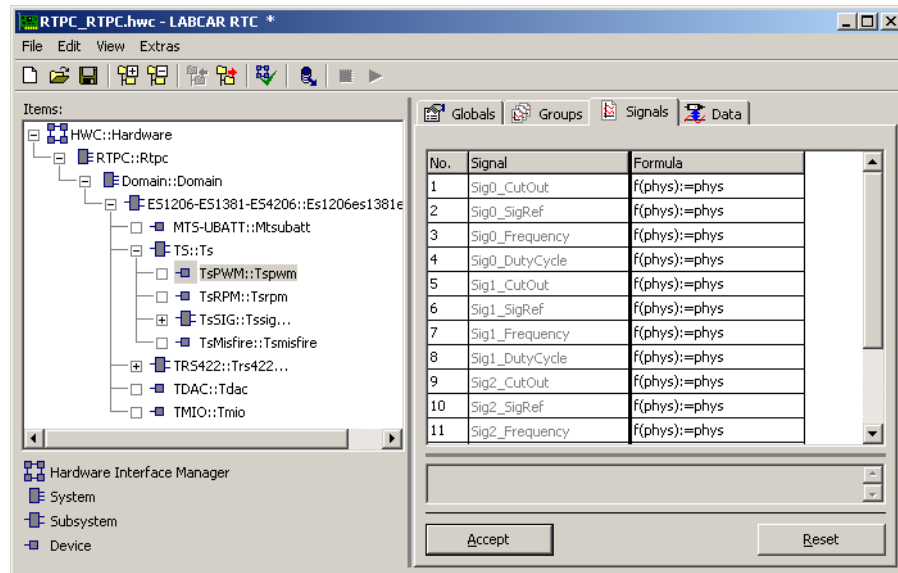 RTPC_RTPC.hwc - LABCAR RTC *
File Edit View Extras
Items:
HWC::Hardware
RTPC::Rtpc
Domain::Domain
ES1206-ES1381-ES4206::Es1206es1381e
MTS-UBATT::Mtsubatt
TS::Ts
TsPWM::Tspwm
TsRPM::Tsrpm
TsSIG::Tssig...
TsMisfire::Tsmisfire
TRS422::Trs422...
TDAC::Tdac
TMIO::Tmio
Hardware Interface Manager
System
Subsystem
Device
Globals Groups Signals Data
No. Signal Formula
1 Sig0_CutOut f(phys):=phys
2 Sig0_SigRef f(phys):=phys
3 Sig0_Frequency f(phys):=phys
4 Sig0_DutyCycle f(phys):=phys
5 Sig1_CutOut f(phys):=phys
6 Sig1_SigRef f(phys):=phys
7 Sig1_Frequency f(phys):=phys
8 Sig1_DutyCycle f(phys):=phys
9 Sig2_CutOut f(phys):=phys
10 Sig2_SigRef f(phys):=phys
11 Sig2_Frequency f(phys):=phys
Accept Reset